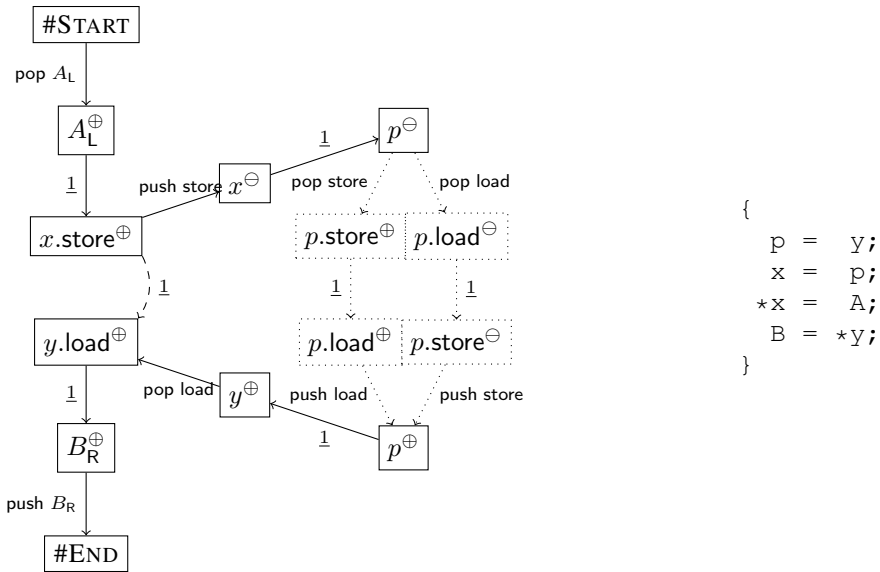 #START
pop A_L
A_L^⊕
1
1
p^⊖
push store
x^⊖
pop store
pop load
x.store^⊕
p.store^⊕
p.load^⊖
1
1
1
y.load^⊕
p.load^⊕
p.store^⊖
1
pop load
y^⊕
push load
push store
1
B_R^⊕
p^⊕
push B_R
#END
{
p = y;
x = p;
*x = A;
B = *y;
}